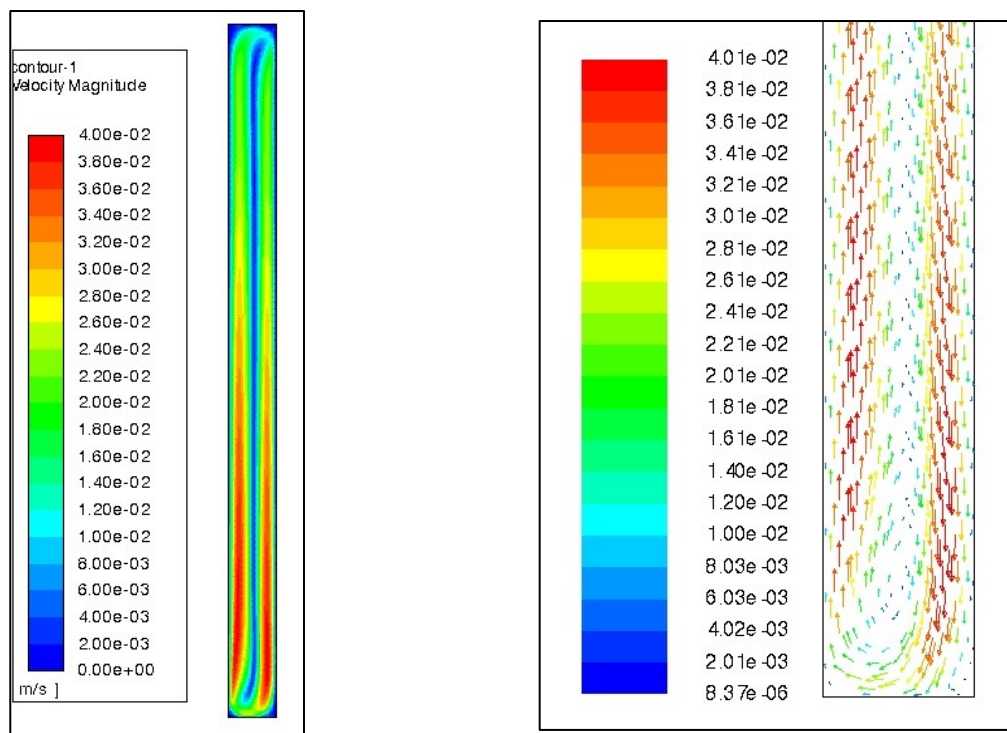 contour-1
Velocity Magnitude
4.00e-02
3.80e-02
3.60e-02
3.40e-02
3.20e-02
3.00e-02
2.80e-02
2.60e-02
2.40e-02
2.20e-02
2.00e-02
1.80e-02
1.60e-02
1.40e-02
1.20e-02
1.00e-02
8.00e-03
6.00e-03
4.00e-03
2.00e-03
0.00e+00
m/s ]
4.01e-02
3.81e-02
3.61e-02
3.41e-02
3.21e-02
3.01e-02
2.81e-02
2.61e-02
2.41e-02
2.21e-02
2.01e-02
1.81e-02
1.61e-02
1.40e-02
1.20e-02
1.00e-02
8.03e-03
6.03e-03
4.02e-03
2.01e-03
8.37e-06